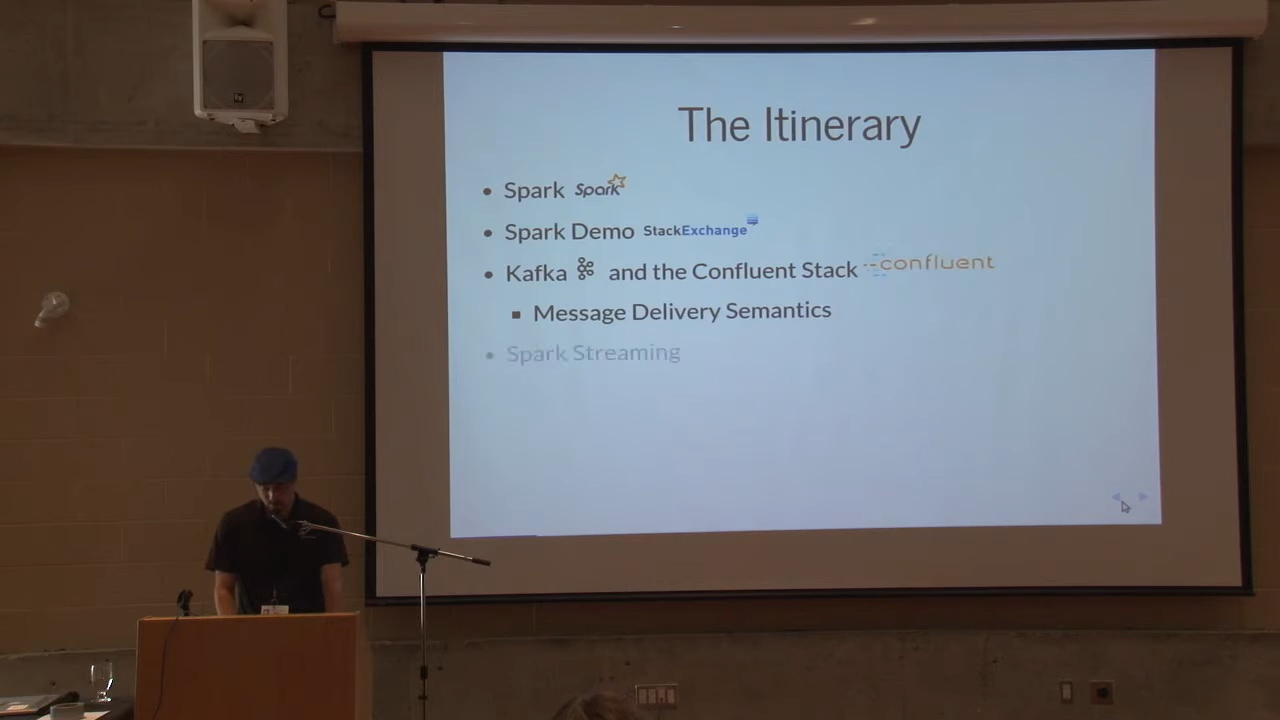 The Itinerary
• Spark Spark
• Spark Demo StackExchange
• Kafka and the Confluent Stack confluent
▪ Message Delivery Semantics
• Spark Streaming